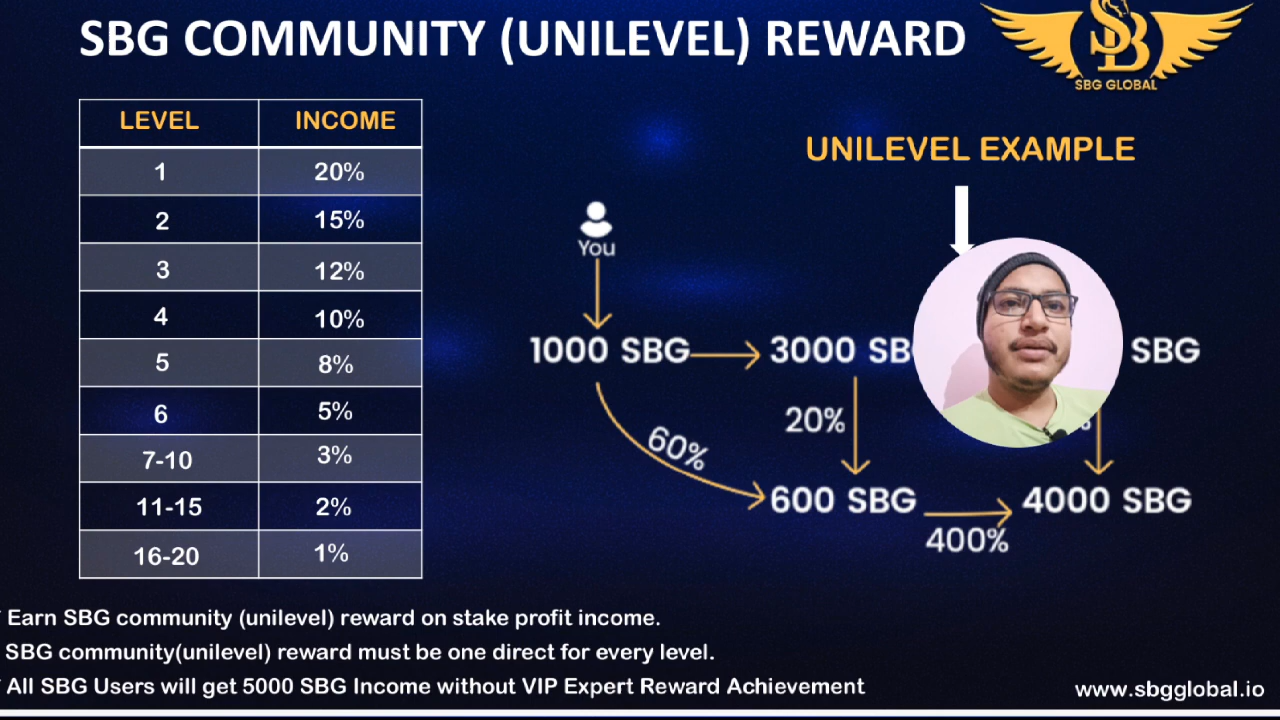 SBG COMMUNITY (UNILEVEL) REWARD
SBG GLOBAL
LEVEL INCOME
1 20%
2 15%
3 12%
4 10%
5 8%
6 5%
7-10 3%
11-15 2%
16-20 1%
UNILEVEL EXAMPLE
You
1000 SBG
3000 SB
SBG
60%
20%
%
600 SBG
400%
4000 SBG
Earn SBG community (unilevel) reward on stake profit income.
SBG community(unilevel) reward must be one direct for every level.
All SBG Users will get 5000 SBG Income without VIP Expert Reward Achievement
www.sbgglobal.io